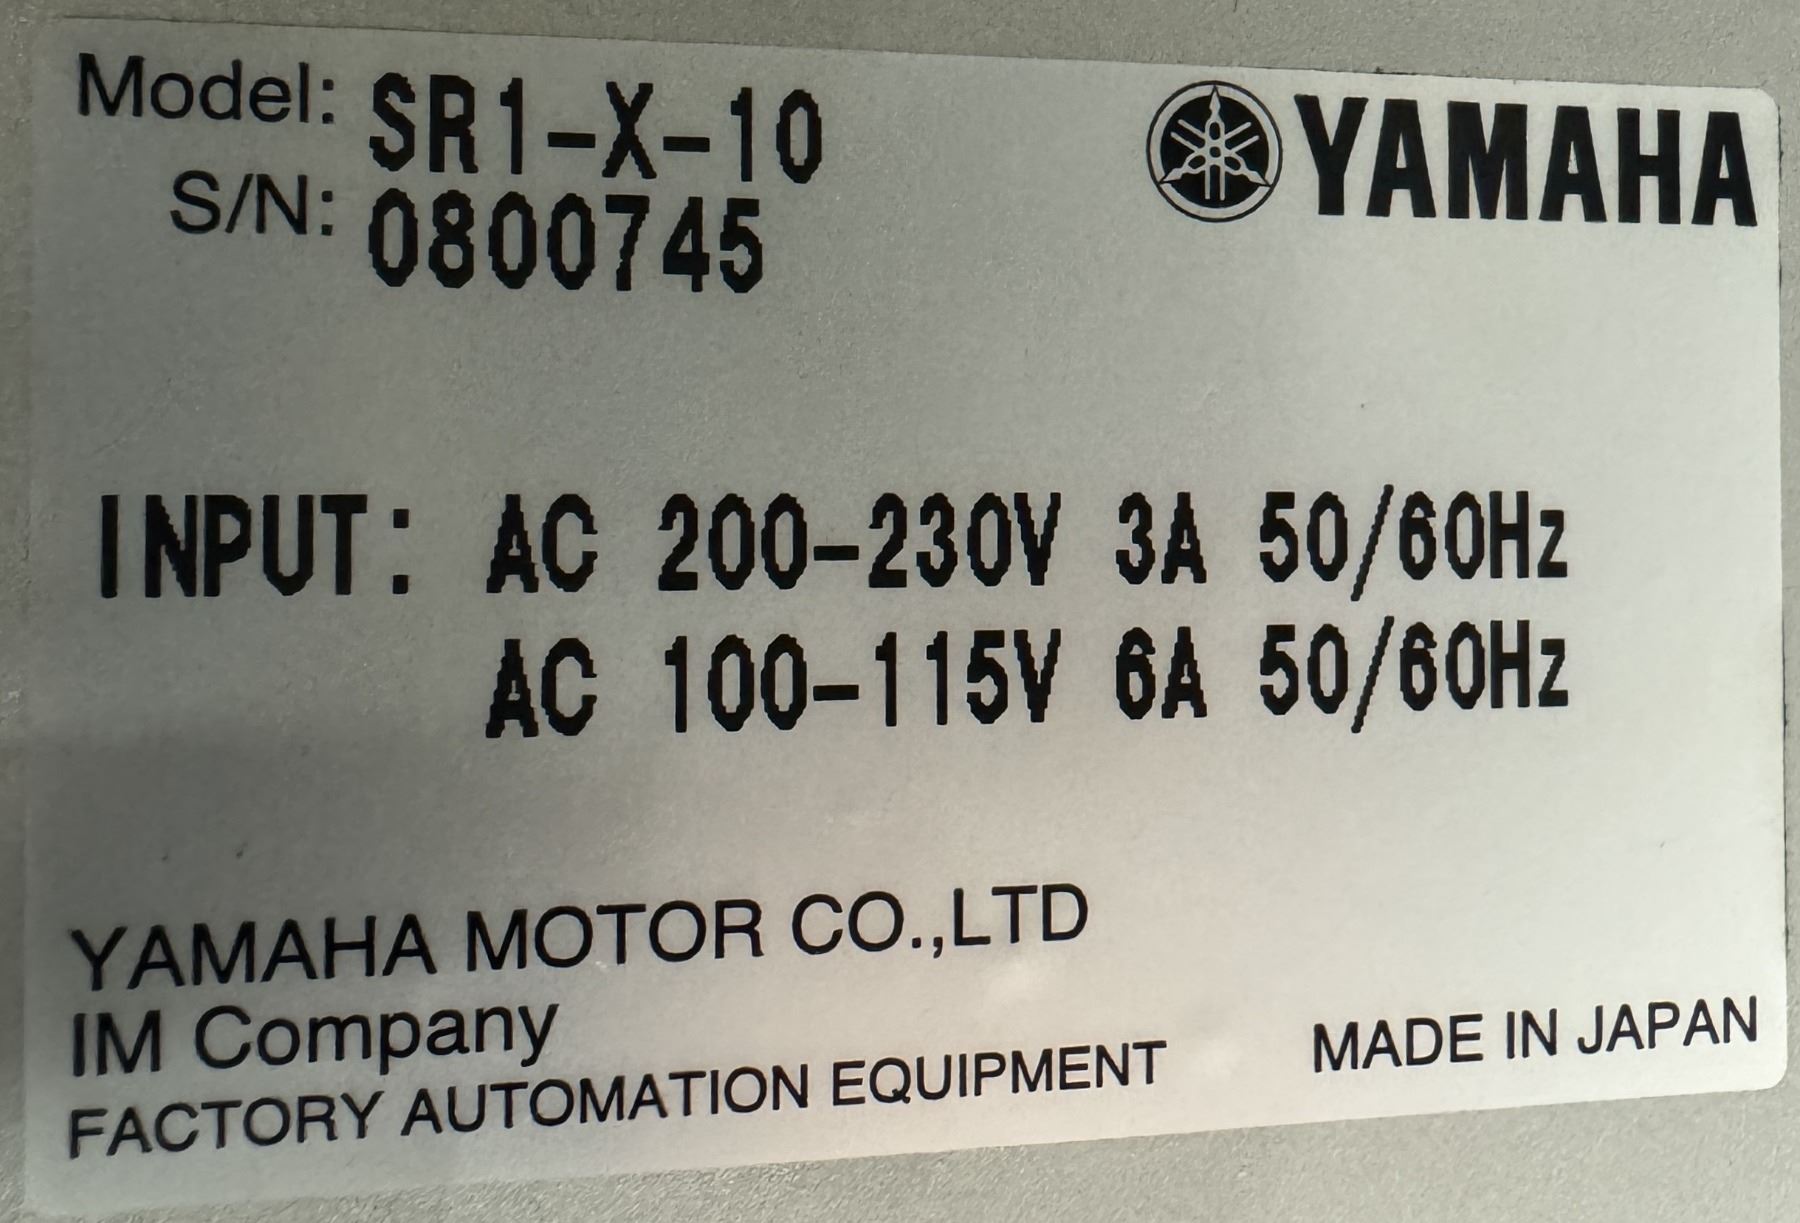 Model: SR1-X-10
YAMAHA
S/N: 0800745
INPUT: AC 200-230V 3A 50/60Hz
AC 100-115V 6A 50/60Hz
YAMAHA MOTOR CO.,LTD
IM Company
FACTORY AUTOMATION EQUIPMENT
MADE IN JAPAN